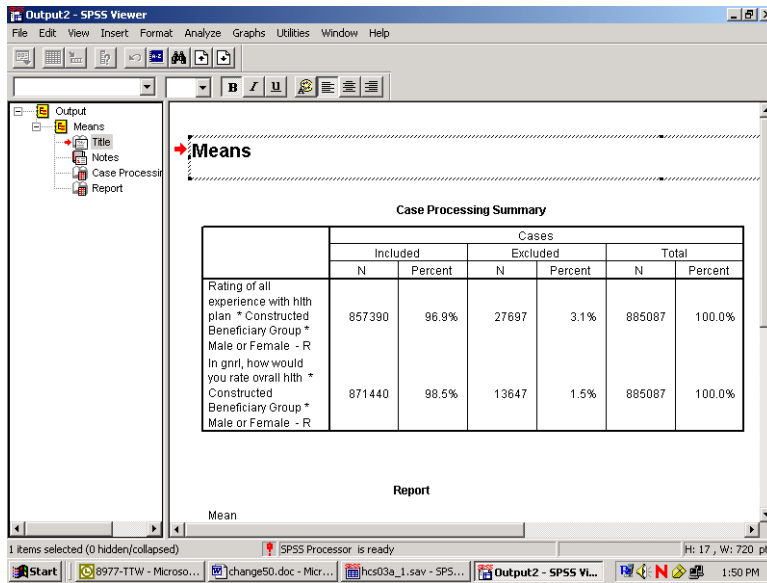 Output2 - SPSS Viewer
File Edit View Insert Format Analyze Graphs Utilities Window Help
B I U
Output
Means
Title
Notes
Case Processir
Report
Means
Case Processing Summary
Cases
Included Excluded Total
N Percent N Percent N Percent
Rating of all
experience with hlth
plan * Constructed
Beneficiary Group *
Male or Female - R
857390 96.9% 27697 3.1% 885087 100.0%
In gnrl, how would
you rate ovrall hlth *
Constructed
Beneficiary Group *
Male or Female - R
871440 98.5% 13647 1.5% 885087 100.0%
Report
Mean
1 items selected (0 hidden/collapsed) SPSS Processor is ready H: 17 , W: 720 pt
Start 8977-TTW - Microso... change50.doc - Micr... hcs03a_1.sav - SPS... Output2 - SPSS Vi... 1:50 PM